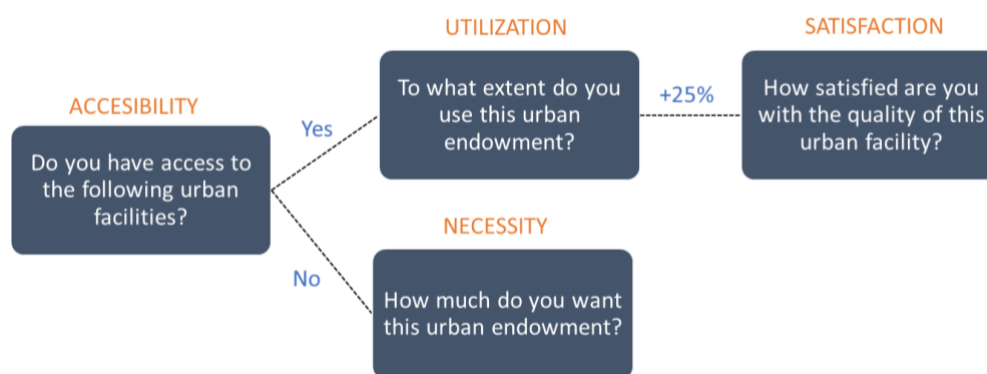 ACCESIBILITY
Do you have access to
the following urban
facilities?
Yes
No
UTILIZATION
To what extent do you
use this urban
endowment?
+25%
SATISFACTION
How satisfied are you
with the quality of this
urban facility?
NECESSITY
How much do you want
this urban endowment?